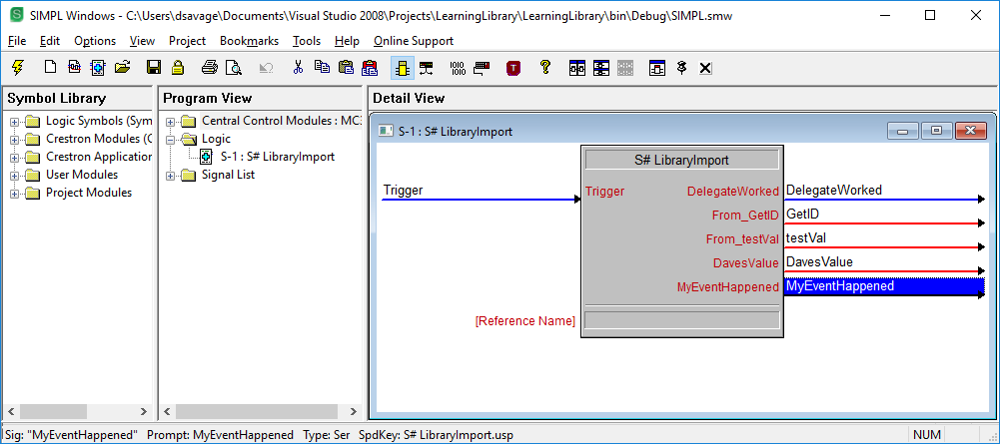 SIMPL Windows - C:\Users\dsavage\Documents\Visual Studio 2008\Projects\LearningLibrary\LearningLibrary\bin\Debug\SIMPL.smw
File Edit Options View Project Bookmarks Tools Help Online Support
Symbol Library
Logic Symbols (Sym
Crestron Modules (C
Crestron Application
User Modules
Project Modules
Program View
Central Control Modules : MC3
Logic
S-1 : S# LibraryImport
Signal List
Detail View
S-1 : S# LibraryImport
S# LibraryImport
Trigger Trigger DelegateWorked DelegateWorked
From_GetID GetID
From_testVal testVal
DavesValue DavesValue
MyEventHappened MyEventHappened
[Reference Name]
Sig: "MyEventHappened" Prompt: MyEventHappened Type: Ser SpdKey: S# LibraryImport.usp NUM